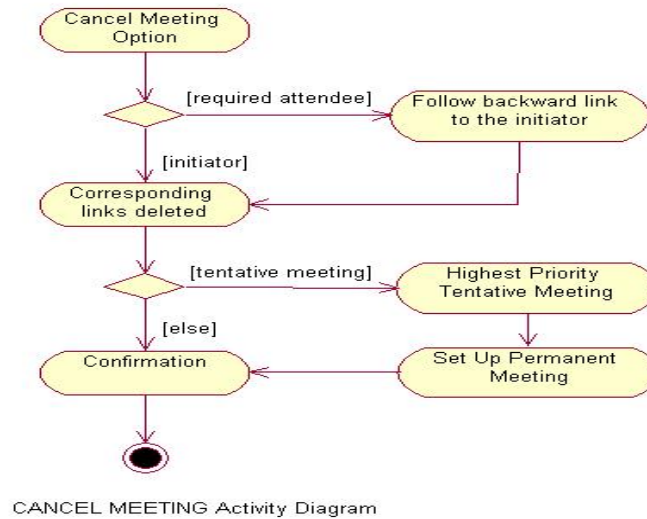 Cancel Meeting
Option
[required attendee]
Follow backward link
to the initiator
[initiator]
Corresponding
links deleted
[tentative meeting]
Highest Priority
Tentative Meeting
[else]
Confirmation
Set Up Permanent
Meeting
CANCEL MEETING Activity Diagram